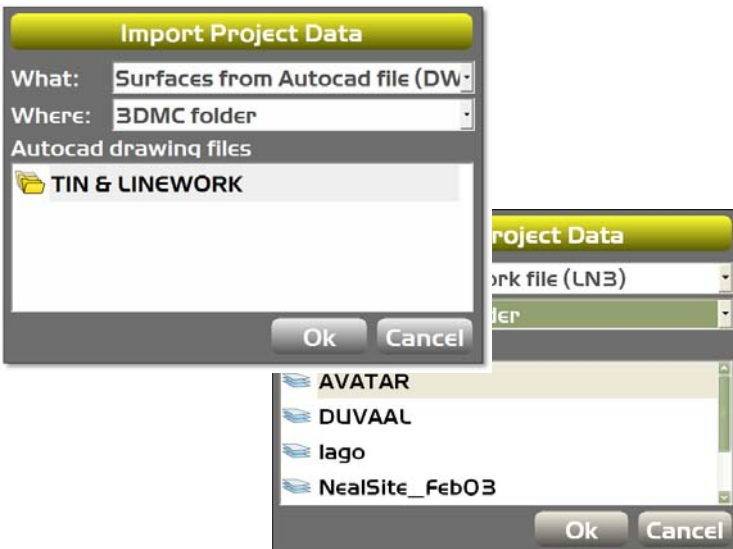 Import Project Data
What: Surfaces from Autocad file (DW
Where: 3DMC folder
Autocad drawing files
TIN & LINEWORK
Ok Cancel
roject Data
ork file (LN3)
der
AVATAR
DUVAAL
lago
NealSite_Feb03
Ok Cancel